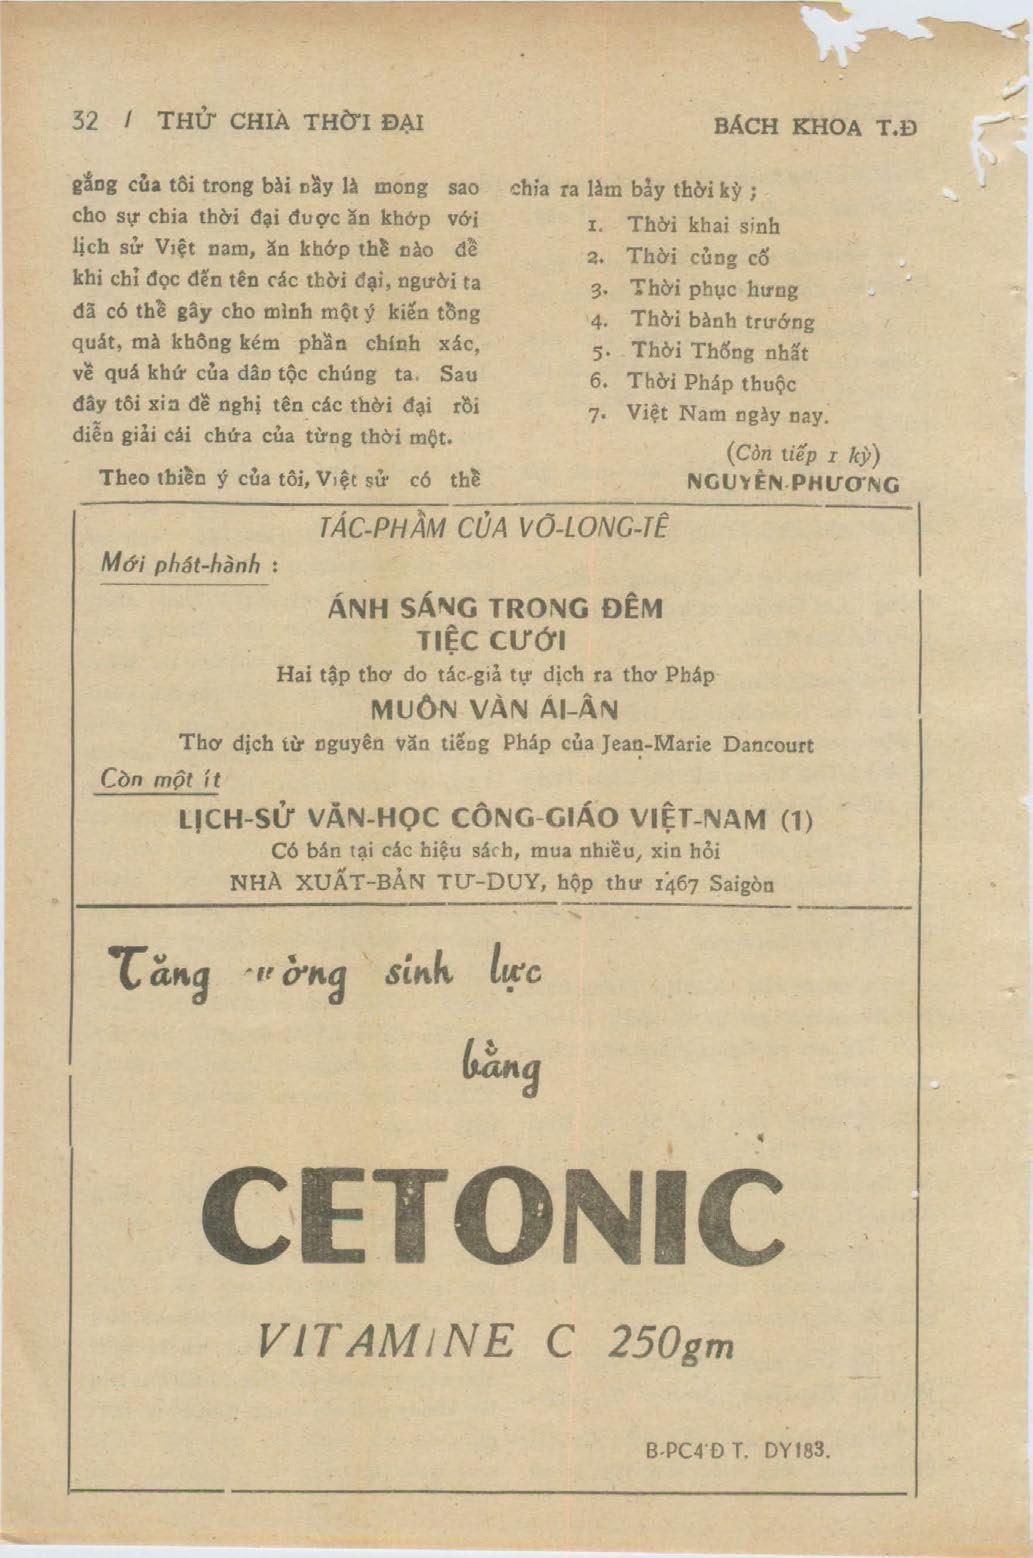 32 / THỬ CHIA THỜI ĐẠI
BÁCH KHOA T.Đ
gắng của tôi trong bài nầy là mong sao
cho sự chia thời đại được ăn khớp với
lịch sử Việt nam, ăn khớp thế nào để
khi chỉ đọc đến tên các thời đại, người ta
đã có thể gây cho mình một ý kiến tổng
quát, mà không kém phần chính xác,
về quá khứ của dân tộc chúng ta. Sau
đây tôi xin đề nghị tên các thời đại rồi
diễn giải cái chứa của từng thời một.
Theo thiển ý của tôi, Việt sử có thể
chia ra làm bảy thời kỳ ;
1. Thời khai sinh
2. Thời củng cố
3. Thời phục hưng
4. Thời bành trướng
5. Thời Thống nhất
6. Thời Pháp thuộc
7. Việt Nam ngày nay.
(Còn tiếp 1 kỳ)
NGUYỄN-PHƯƠNG
TÁC-PHẨM CỦA VÕ-LONG-TÊ
Mới phát-hành :
ÁNH SÁNG TRONG ĐÊM
TIỆC CƯỚI
Hai tập thơ do tác-giả tự dịch ra thơ Pháp
MUÔN VÀN ÁI-ÂN
Thơ dịch từ nguyên văn tiếng Pháp của Jean-Marie Dancourt
Còn một ít
LỊCH-SỬ VĂN-HỌC CÔNG-GIÁO VIỆT-NAM (1)
Có bán tại các hiệu sách, mua nhiều, xin hỏi
NHÀ XUẤT-BẢN TƯ-DUY, hộp thư 1467 Saigòn
Tăng sinh lực
bằng
CETONIC
VITAMINE C 250gm
B-PC4'Đ T. DY183.